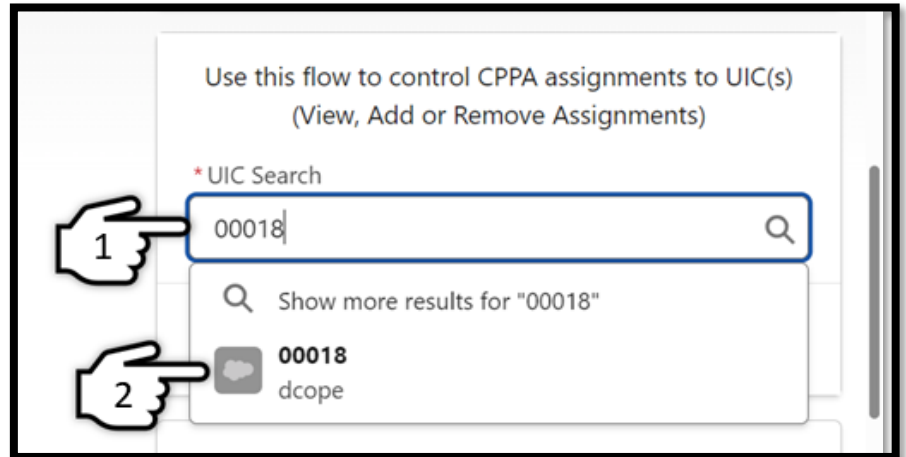 Use this flow to control CPPA assignments to UIC(s)
(View, Add or Remove Assignments)
* UIC Search
1
00018
Show more results for "00018"
2
00018
dcope